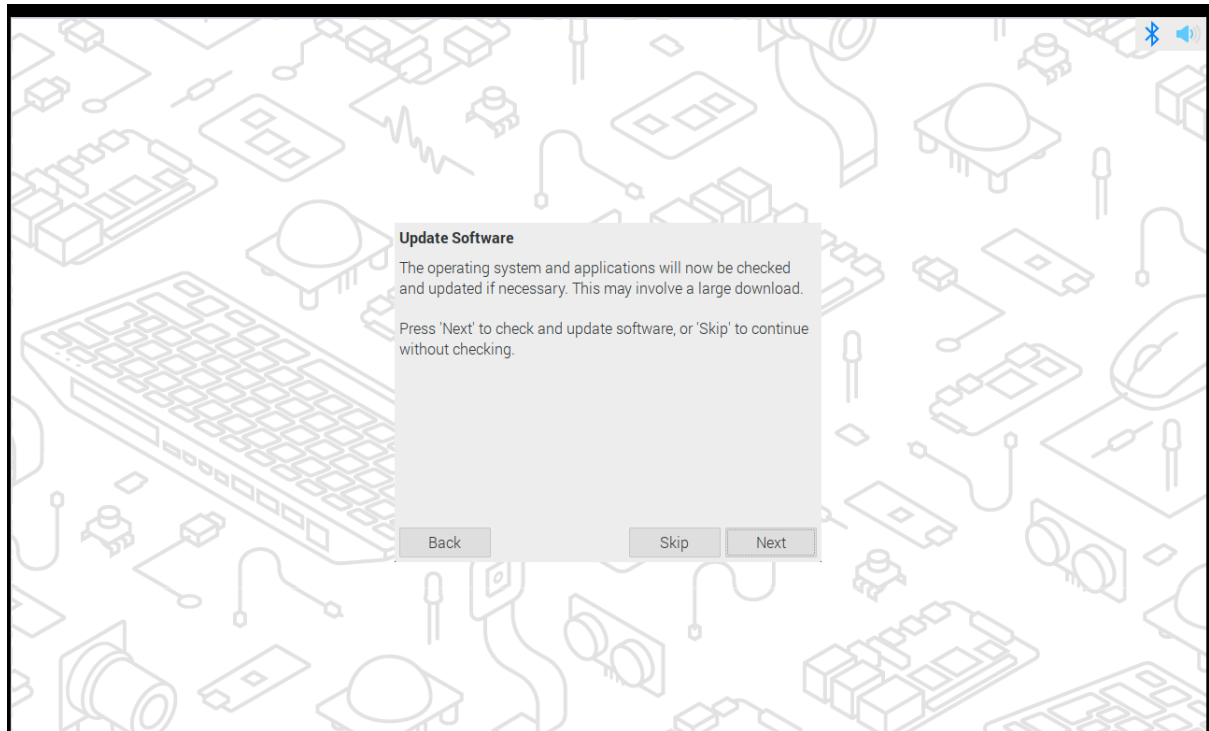 Update Software
The operating system and applications will now be checked
and updated if necessary. This may involve a large download.
Press 'Next' to check and update software, or 'Skip' to continue
without checking.
Back
Skip
Next